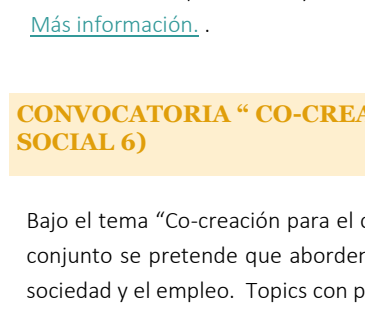 Más información. .
CONVOCATORIA “ CO-CREA
SOCIAL 6)
Bajo el tema “Co-creación para el
conjunto se pretende que aborden
sociedad y el empleo. Topics con p